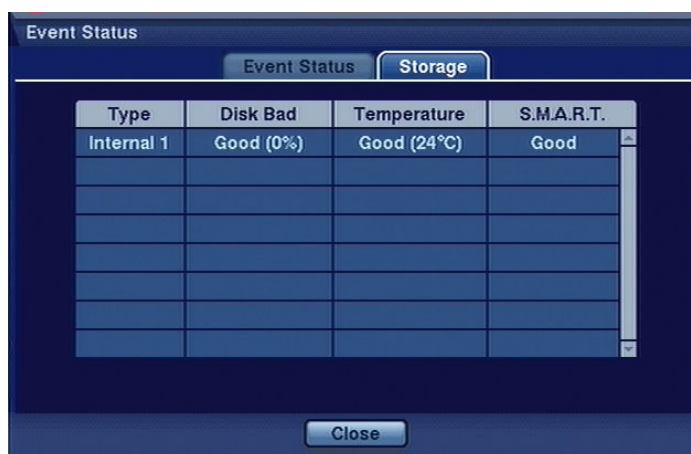 Event Status
Event Status Storage
Type Disk Bad Temperature S.M.A.R.T.
Internal 1 Good (0%) Good (24°C) Good
Close